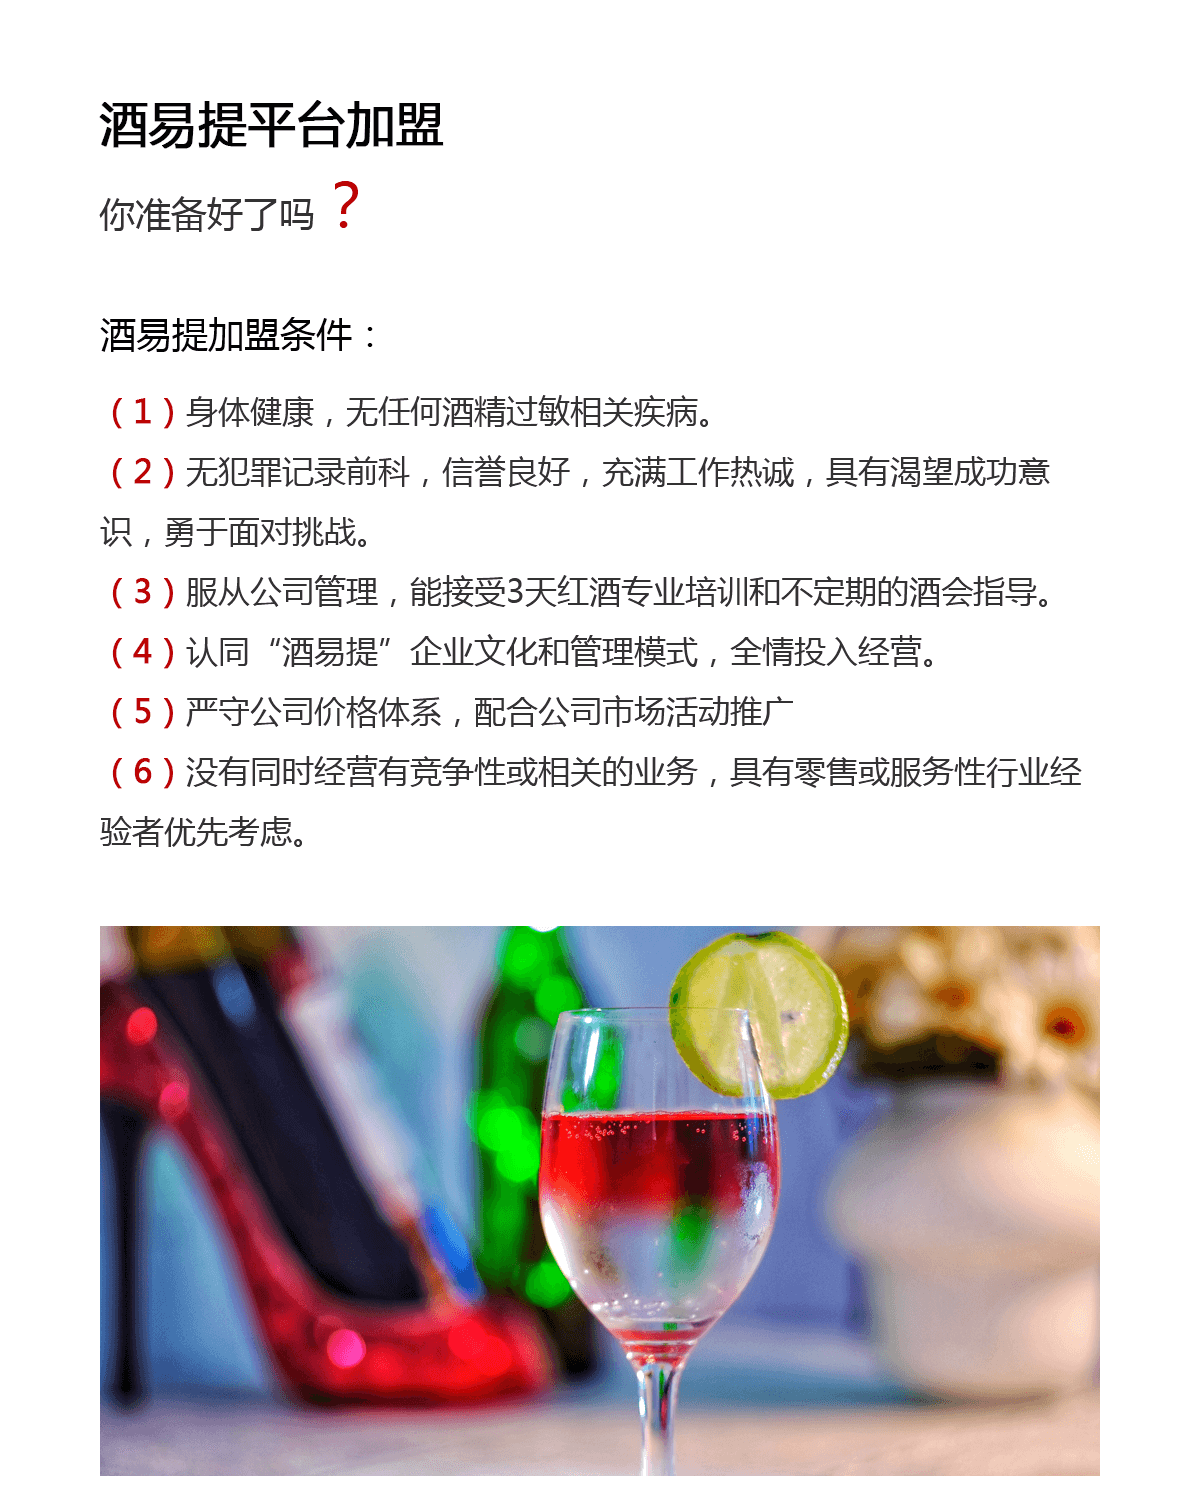 酒易提平台加盟
你准备好了吗？
酒易提加盟条件：
（1）身体健康，无任何酒精过敏相关疾病。
（2）无犯罪记录前科，信誉良好，充满工作热诚，具有渴望成功意
识，勇于面对挑战。
（3）服从公司管理，能接受3天红酒专业培训和不定期的酒会指导。
（4）认同“酒易提”企业文化和管理模式，全情投入经营。
（5）严守公司价格体系，配合公司市场活动推广
（6）没有同时经营有竞争性或相关的业务，具有零售或服务性行业经
验者优先考虑。